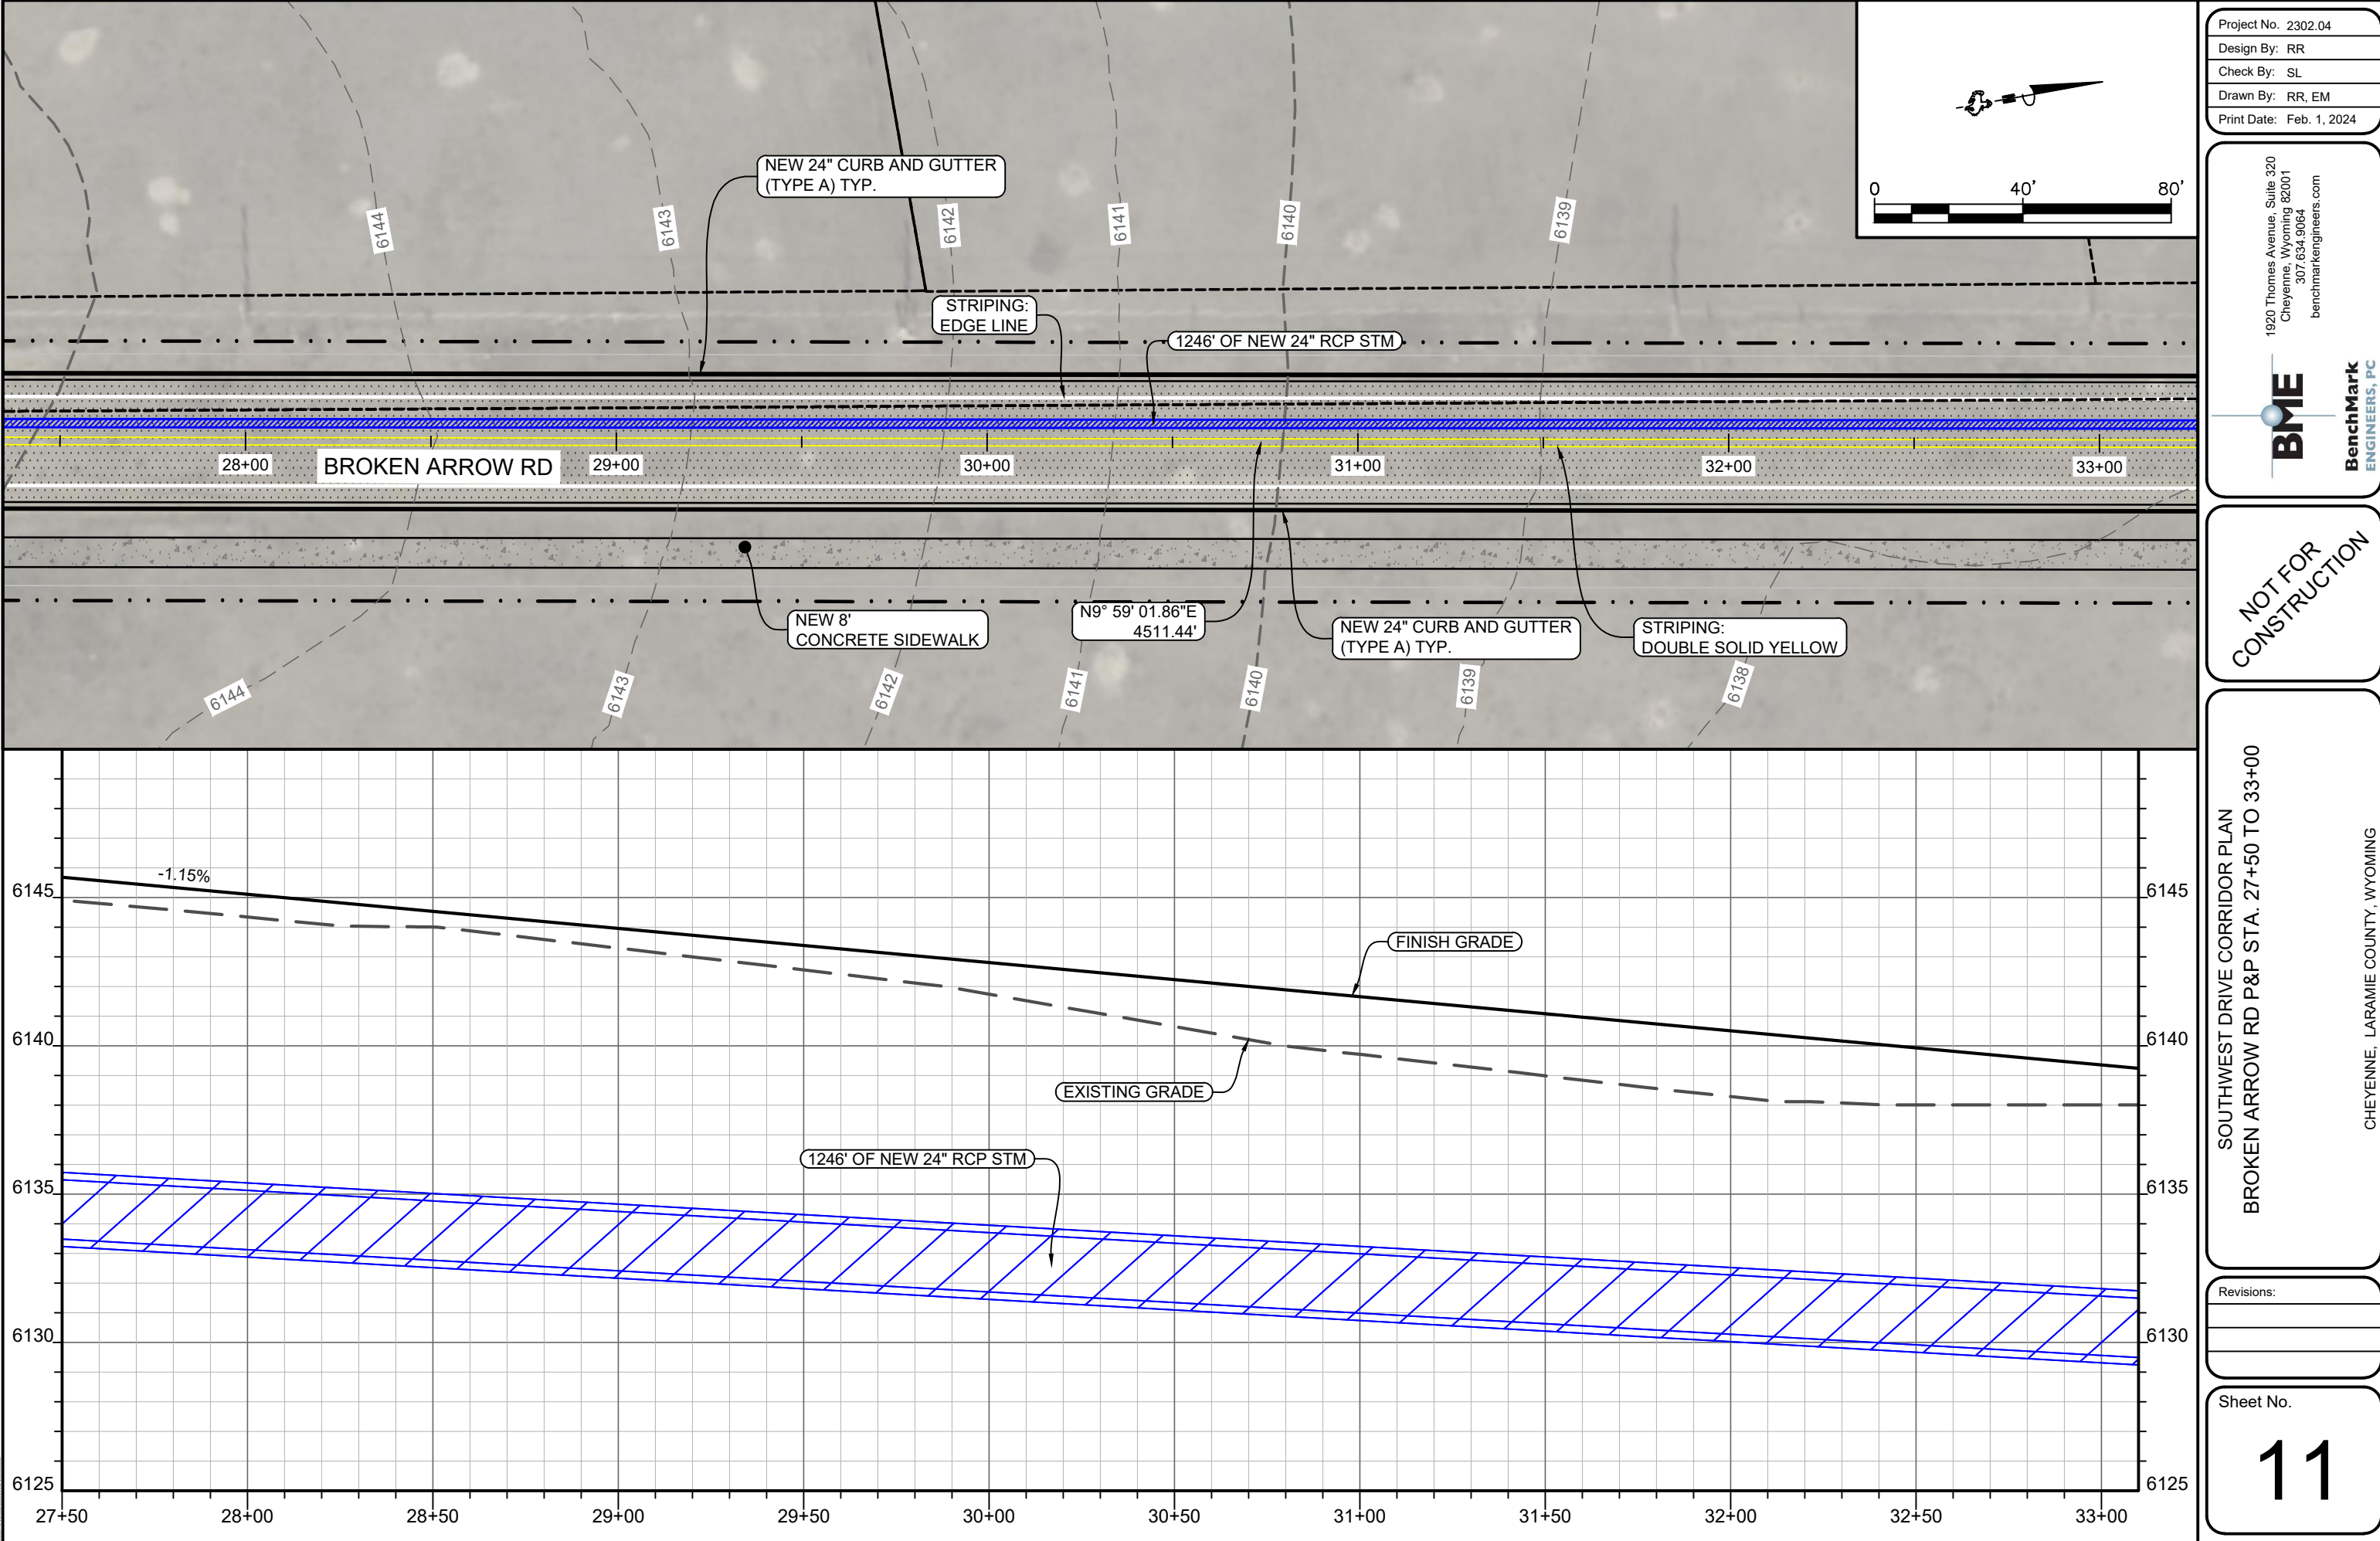 NEW 24" CURB AND GUTTER
(TYPE A) TYP.
STRIPING:
EDGE LINE
1246' OF NEW 24" RCP STM
6144
6143
6142
6141
6140
6139
0
40'
80'
28+00
BROKEN ARROW RD
29+00
30+00
31+00
32+00
33+00
NEW 8'
CONCRETE SIDEWALK
N9° 59' 01.86"E
4511.44'
NEW 24" CURB AND GUTTER
(TYPE A) TYP.
STRIPING:
DOUBLE SOLID YELLOW
6144
6143
6142
6141
6140
6139
6138
-1.15%
FINISH GRADE
EXISTING GRADE
1246' OF NEW 24" RCP STM
6145
6140
6135
6130
6125
6145
6140
6135
6130
6125
27+50
28+00
28+50
29+00
29+50
30+00
30+50
31+00
31+50
32+00
32+50
33+00
Project No. 2302.04
Design By: RR
Check By: SL
Drawn By: RR, EM
Print Date: Feb. 1, 2024
1920 Thomes Avenue, Suite 320
Cheyenne, Wyoming 82001
307.634.9064
benchmarkengineers.com
BME
BenchMark
ENGINEERS, PC
NOT FOR
CONSTRUCTION
SOUTHWEST DRIVE CORRIDOR PLAN
BROKEN ARROW RD P&P STA. 27+50 TO 33+00
CHEYENNE, LARAMIE COUNTY, WYOMING
Revisions:
Sheet No.
11